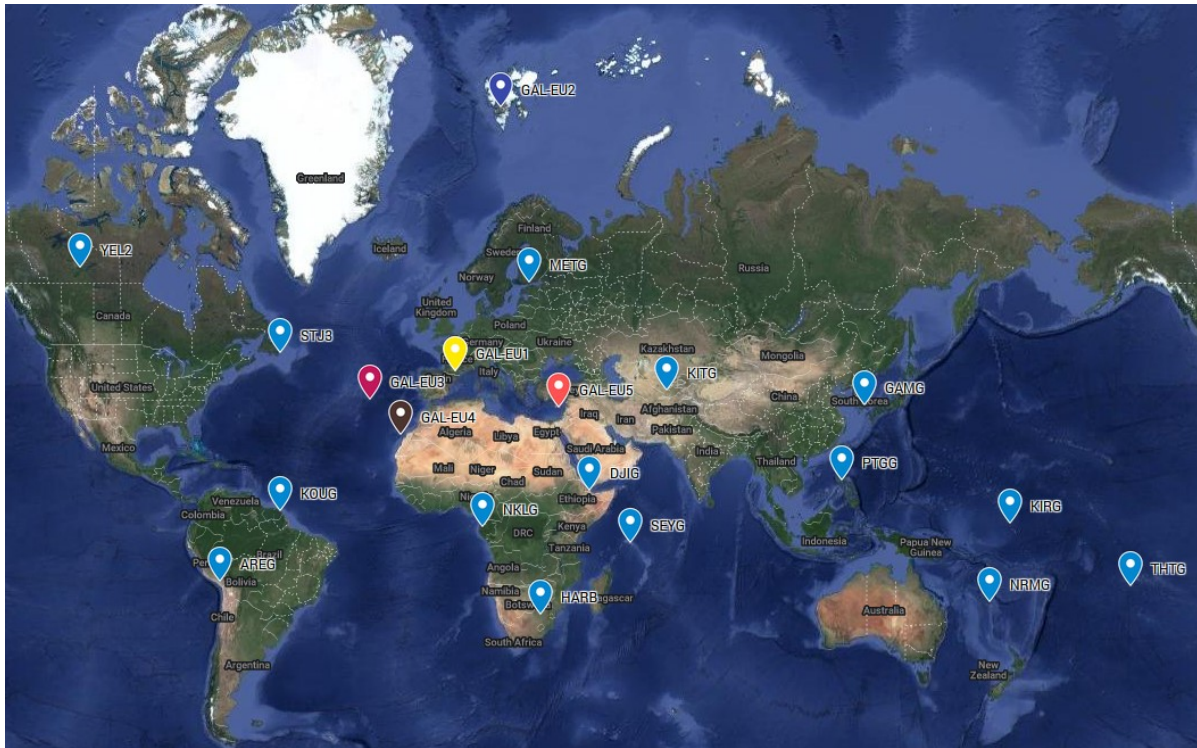 GAL-EU2
Greenland
Finland
Iceland
Sweden
YEL2
METG
Norway
Russia
Canada
United
Kingdom
STJ3
Poland
Germany
Ukraine
GAL-EU1
Kazakhstan
Mongolia
KITG
Italy
GAL-EU3
GAL-EU5
United States
GAMG
South Korea
China
GAL-EU4
Iraq
Iran
Afghanistan
Pakistan
Algeria
Libya
Egypt
Saudi Arabia
Mexico
India
Thailand
PTGG
Mali
Niger
Chad
Sudan
DJIG
KOUG
Venezuela
Colombia
Ethiopia
NKLG
KIRG
SEYG
DRC
Kenya
Tanzania
Indonesia
Papua New
Guinea
AREG
Brazil
Bolivia
Angola
THTG
NRMG
Namibia
HARB
Australia
Chile
South Africa
Argentina
New
Zealand